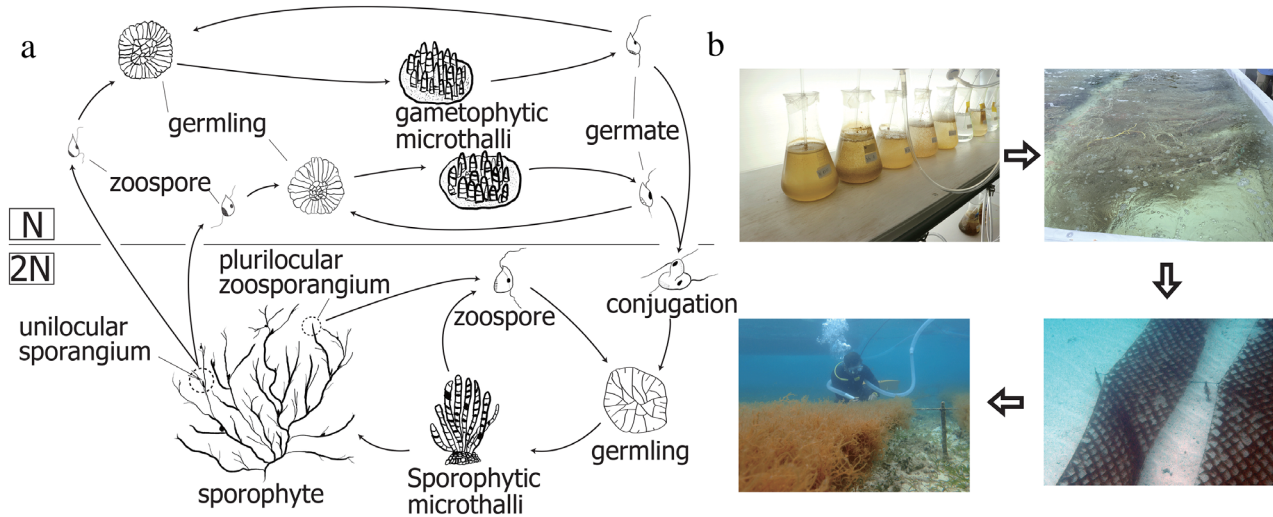 a
b
germling
gametophytic
microthalli
germate
zoospore
N
2N
plurilocular
zoosporangium
unilocular
sporangium
zoospore
conjugation
germling
sporophyte
Sporophytic
microthalli